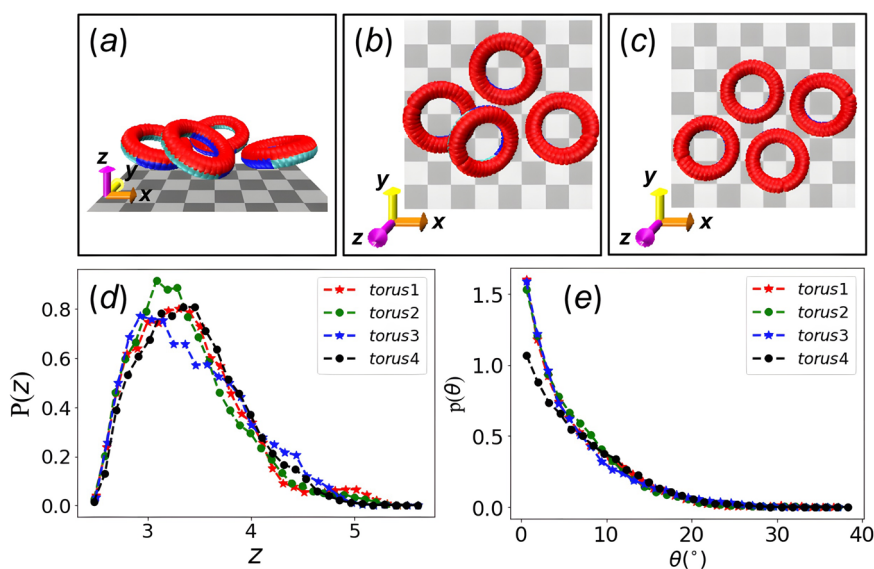 (a)
z
y
x
(b)
y
x
z
(c)
y
x
z
(d)
torus1
torus2
torus3
torus4
P(z)
0.8
0.6
0.4
0.2
0.0
3
4
5
z
(e)
torus1
torus2
torus3
torus4
p(θ)
1.5
1.0
0.5
0.0
0
10
20
30
40
θ(°)